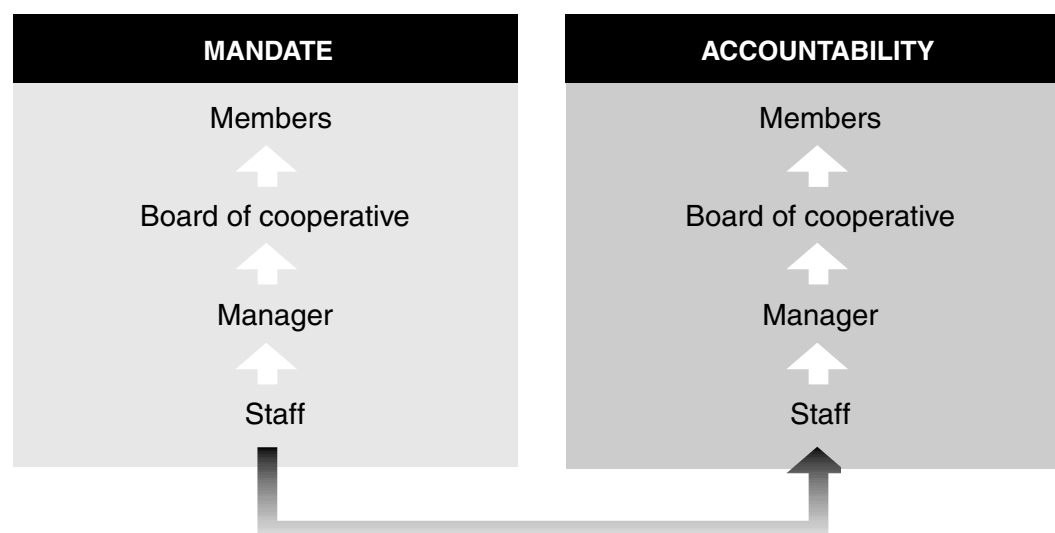 MANDATE
Members
Board of cooperative
Manager
Staff
ACCOUNTABILITY
Members
Board of cooperative
Manager
Staff